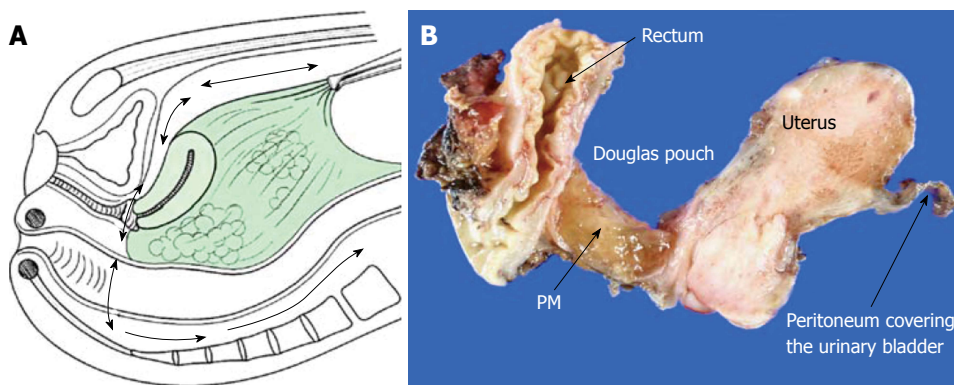 A
B
Rectum
Uterus
Douglas pouch
PM
Peritoneum covering
the urinary bladder